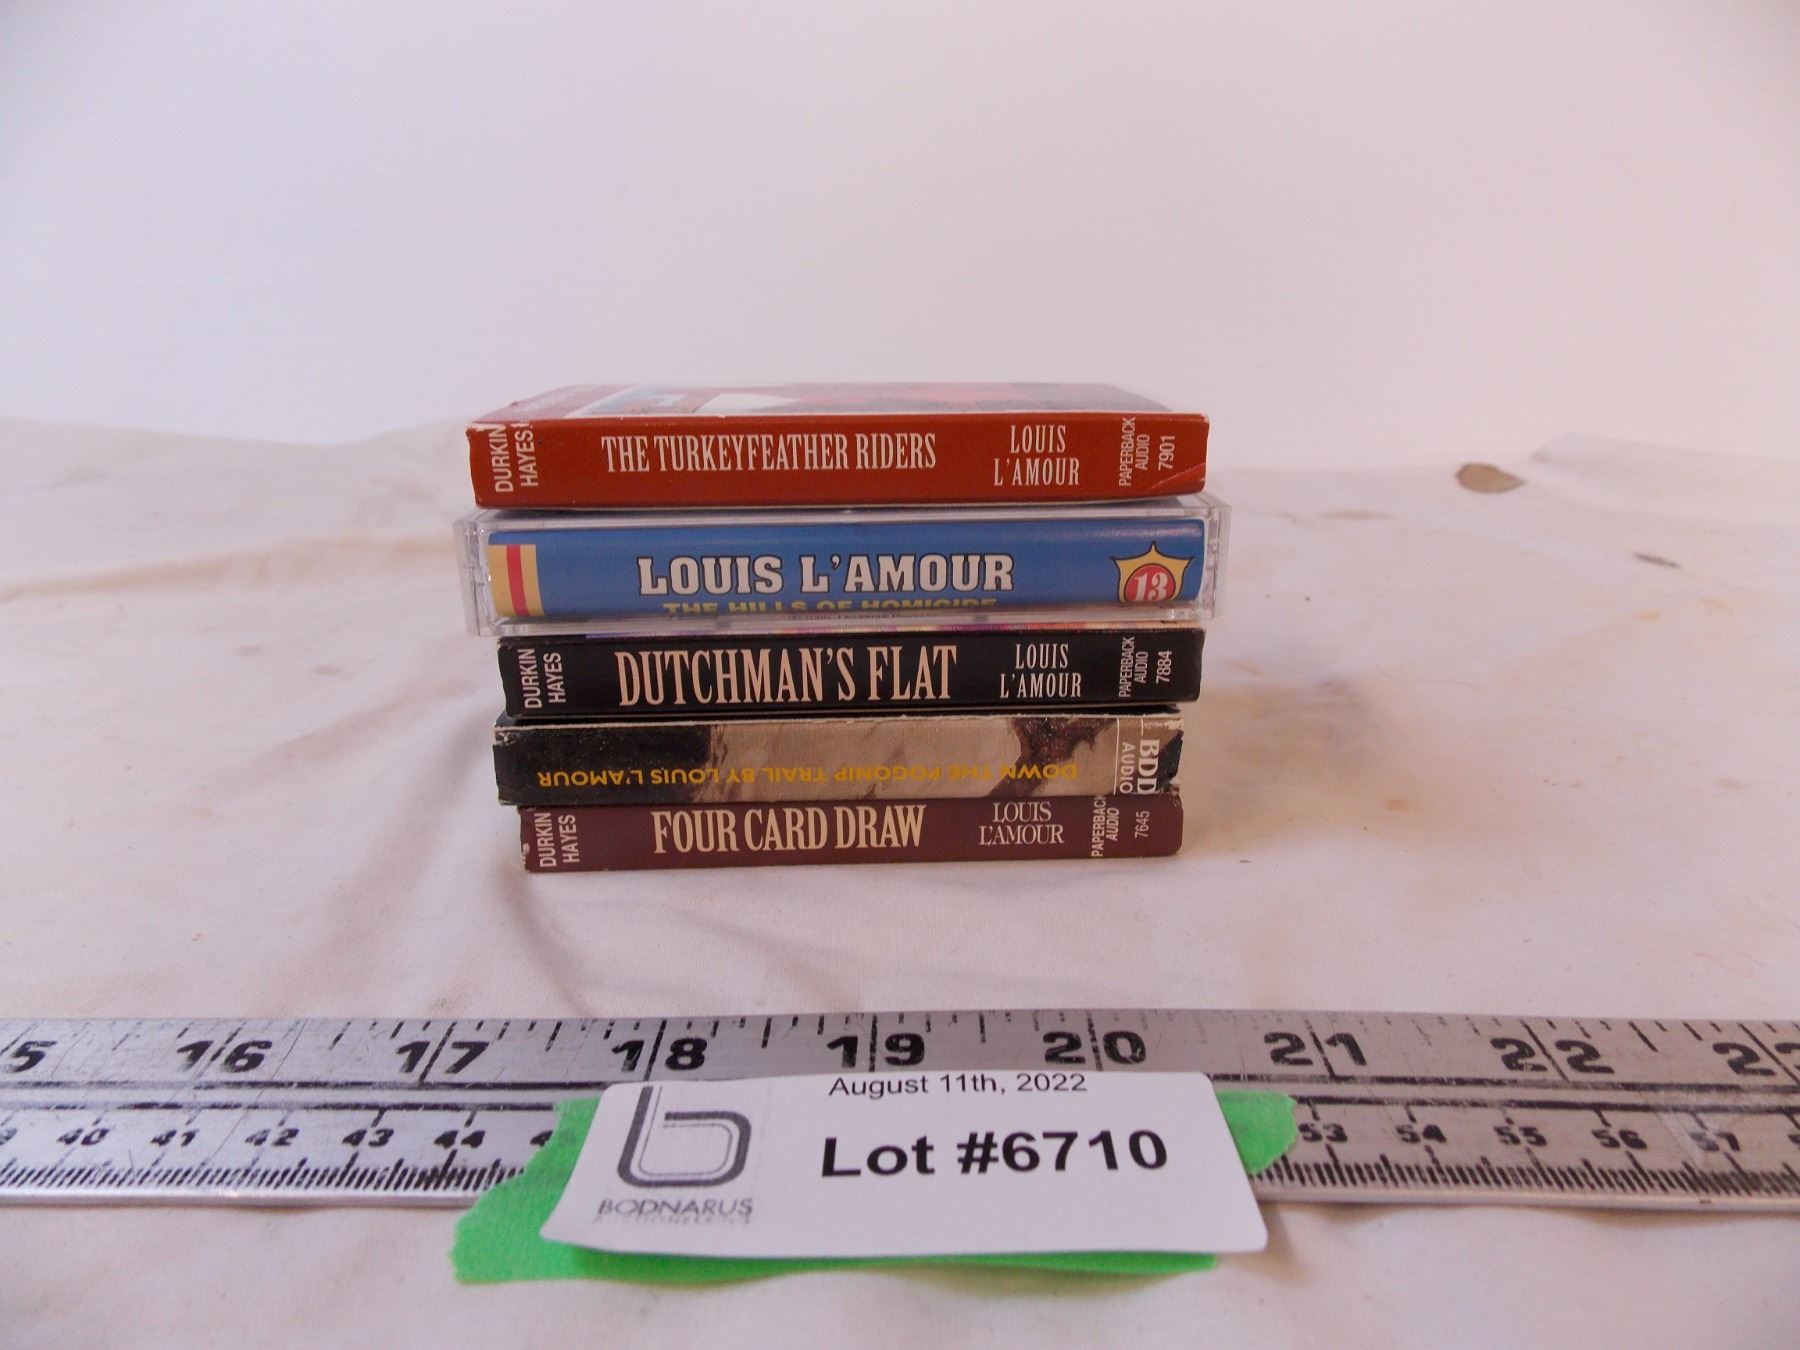 DURKIN
HAYES
THE TURKEYFEATHER RIDERS
LOUIS
L'AMOUR
PAPERBACK
AUDIO
7901
LOUIS L'AMOUR
THE HILLS OF HOMICIDE
13
DURKIN
HAYES
DUTCHMAN'S FLAT
LOUIS
L'AMOUR
PAPERBACK
AUDIO
7884
DOWN THE POGONIP TRAIL BY LOUIS L'AMOUR
BDD
AUDIO
DURKIN
HAYES
FOUR CARD DRAW
LOUIS
L'AMOUR
PAPERBACK
AUDIO
7645
5 16 17 18 19 20 21 22 23
40 41 42 43 44 53 54 55 56 57
August 11th, 2022
Lot #6710
BODNARUS
AUCTIONEERING